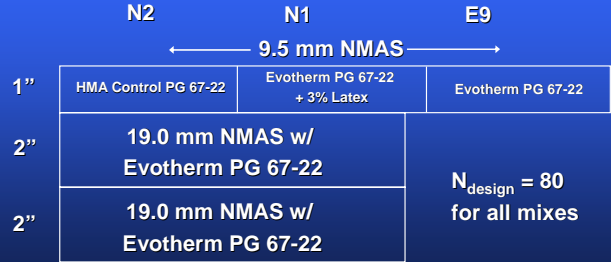 N2 N1 E9
9.5 mm NMAS
1” HMA Control PG 67-22 Evotherm PG 67-22 + 3% Latex Evotherm PG 67-22
2” 19.0 mm NMAS w/
Evotherm PG 67-22
2” 19.0 mm NMAS w/
Evotherm PG 67-22
Ndesign = 80
for all mixes